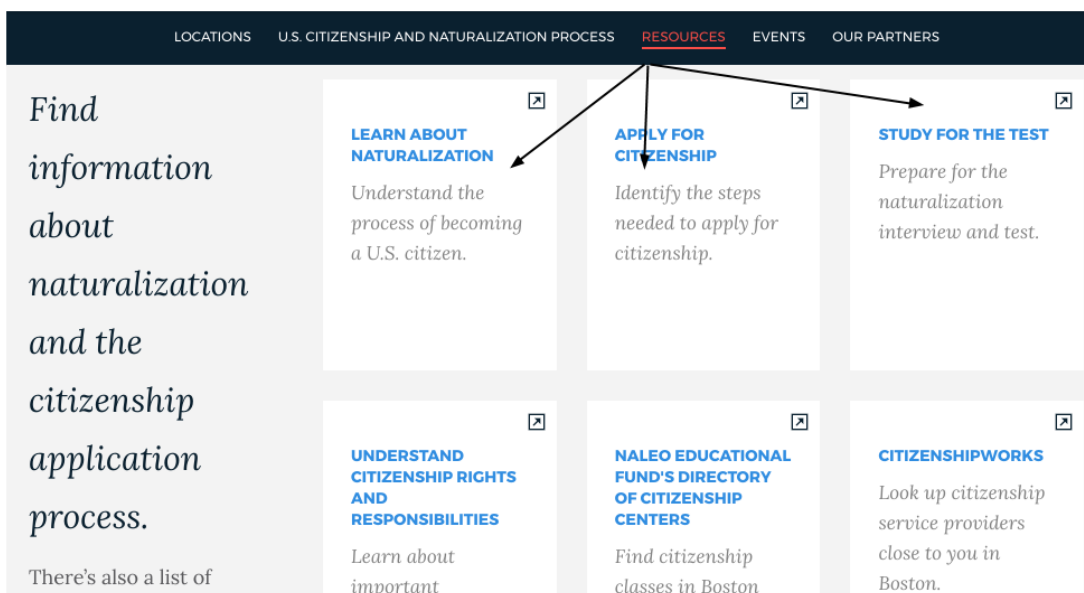 LOCATIONS U.S. CITIZENSHIP AND NATURALIZATION PROCESS RESOURCES EVENTS OUR PARTNERS
Find
information
about
naturalization
and the
citizenship
application
process.
There's also a list of
LEARN ABOUT
NATURALIZATION
Understand the
process of becoming
a U.S. citizen.
APPLY FOR
CITIZENSHIP
Identify the steps
needed to apply for
citizenship.
STUDY FOR THE TEST
Prepare for the
naturalization
interview and test.
UNDERSTAND
CITIZENSHIP RIGHTS
AND
RESPONSIBILITIES
Learn about
important
NALEO EDUCATIONAL
FUND'S DIRECTORY
OF CITIZENSHIP
CENTERS
Find citizenship
classes in Boston
CITIZENSHIPWORKS
Look up citizenship
service providers
close to you in
Boston.